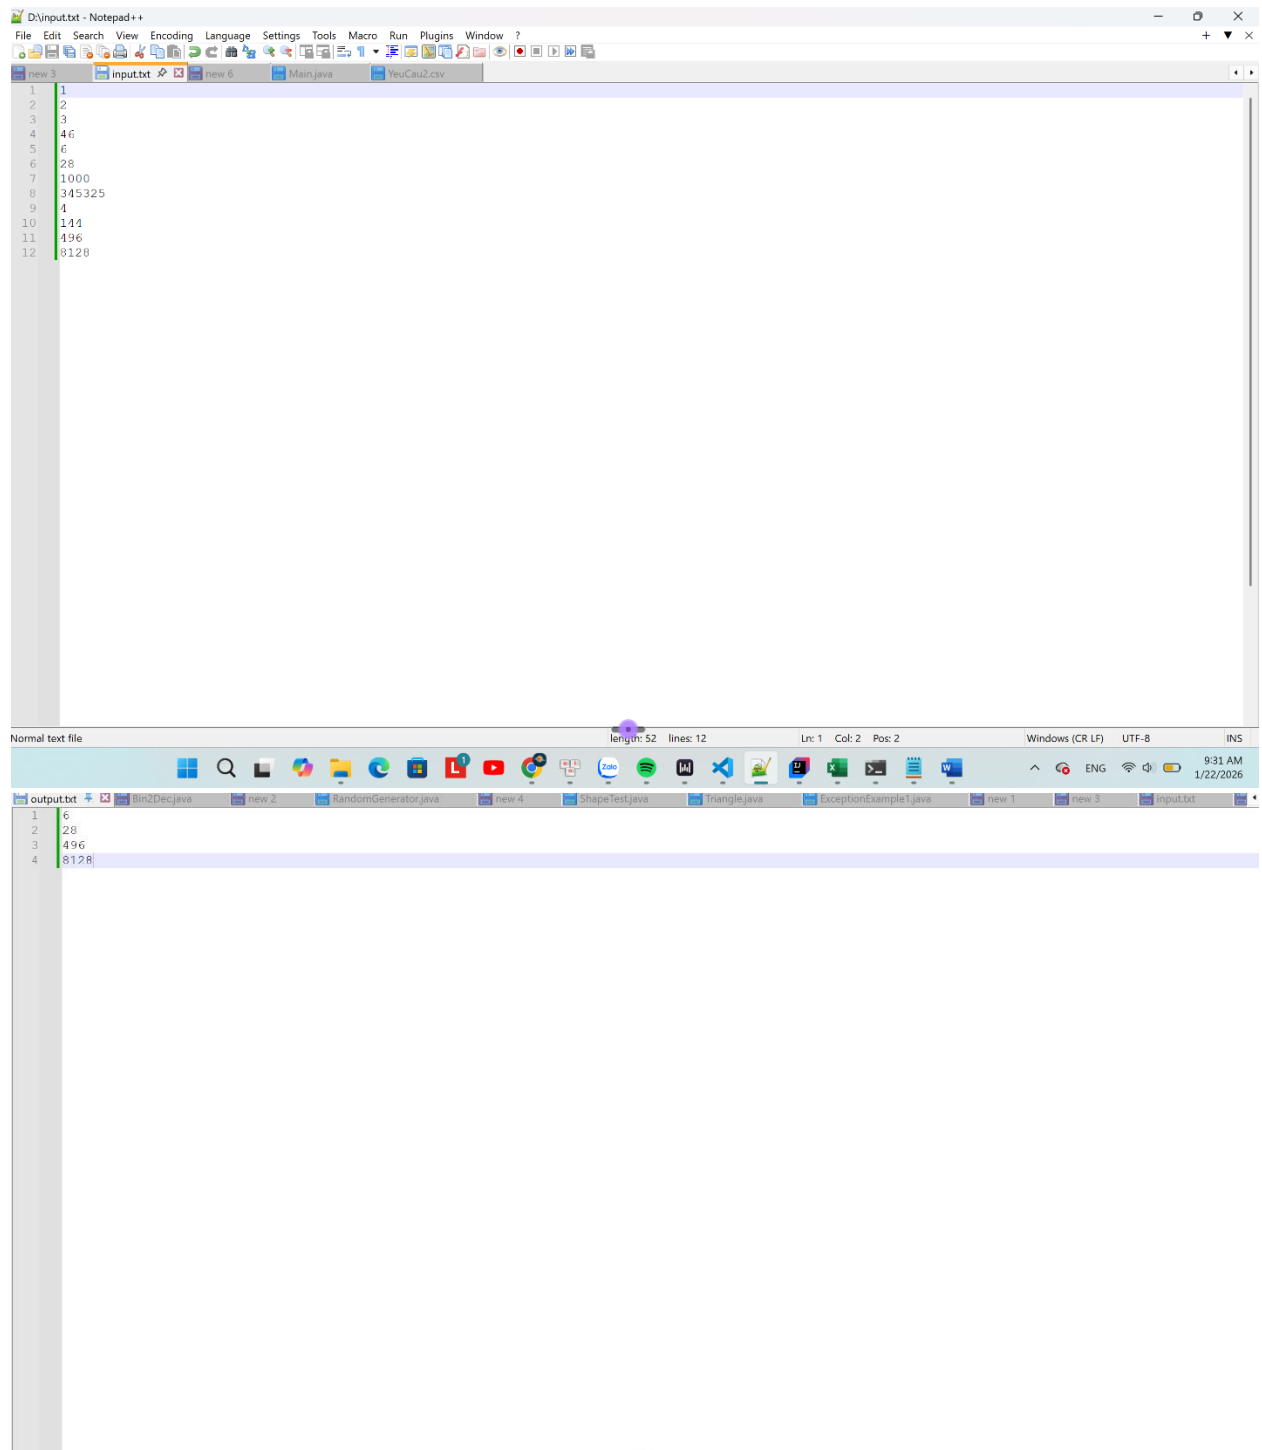 D:\input.txt - Notepad++
File Edit Search View Encoding Language Settings Tools Macro Run Plugins Window ?
new 3 input.txt new 6 Main.java YeuCau2.csv
1 1
2 2
3 3
4 46
5 6
6 28
7 1000
8 345325
9 4
10 144
11 496
12 8128
Normal text file length: 52 lines: 12 Ln: 1 Col: 2 Pos: 2 Windows (CR LF) UTF-8 INS
L 1 Zalo ENG 9:31 AM
1/22/2026
output.txt Bin2Dec.java new 2 RandomGenerator.java new 4 ShapeTest.java Triangle.java ExceptionExample1.java new 1 new 3 input.txt
1 6
2 28
3 496
4 8128